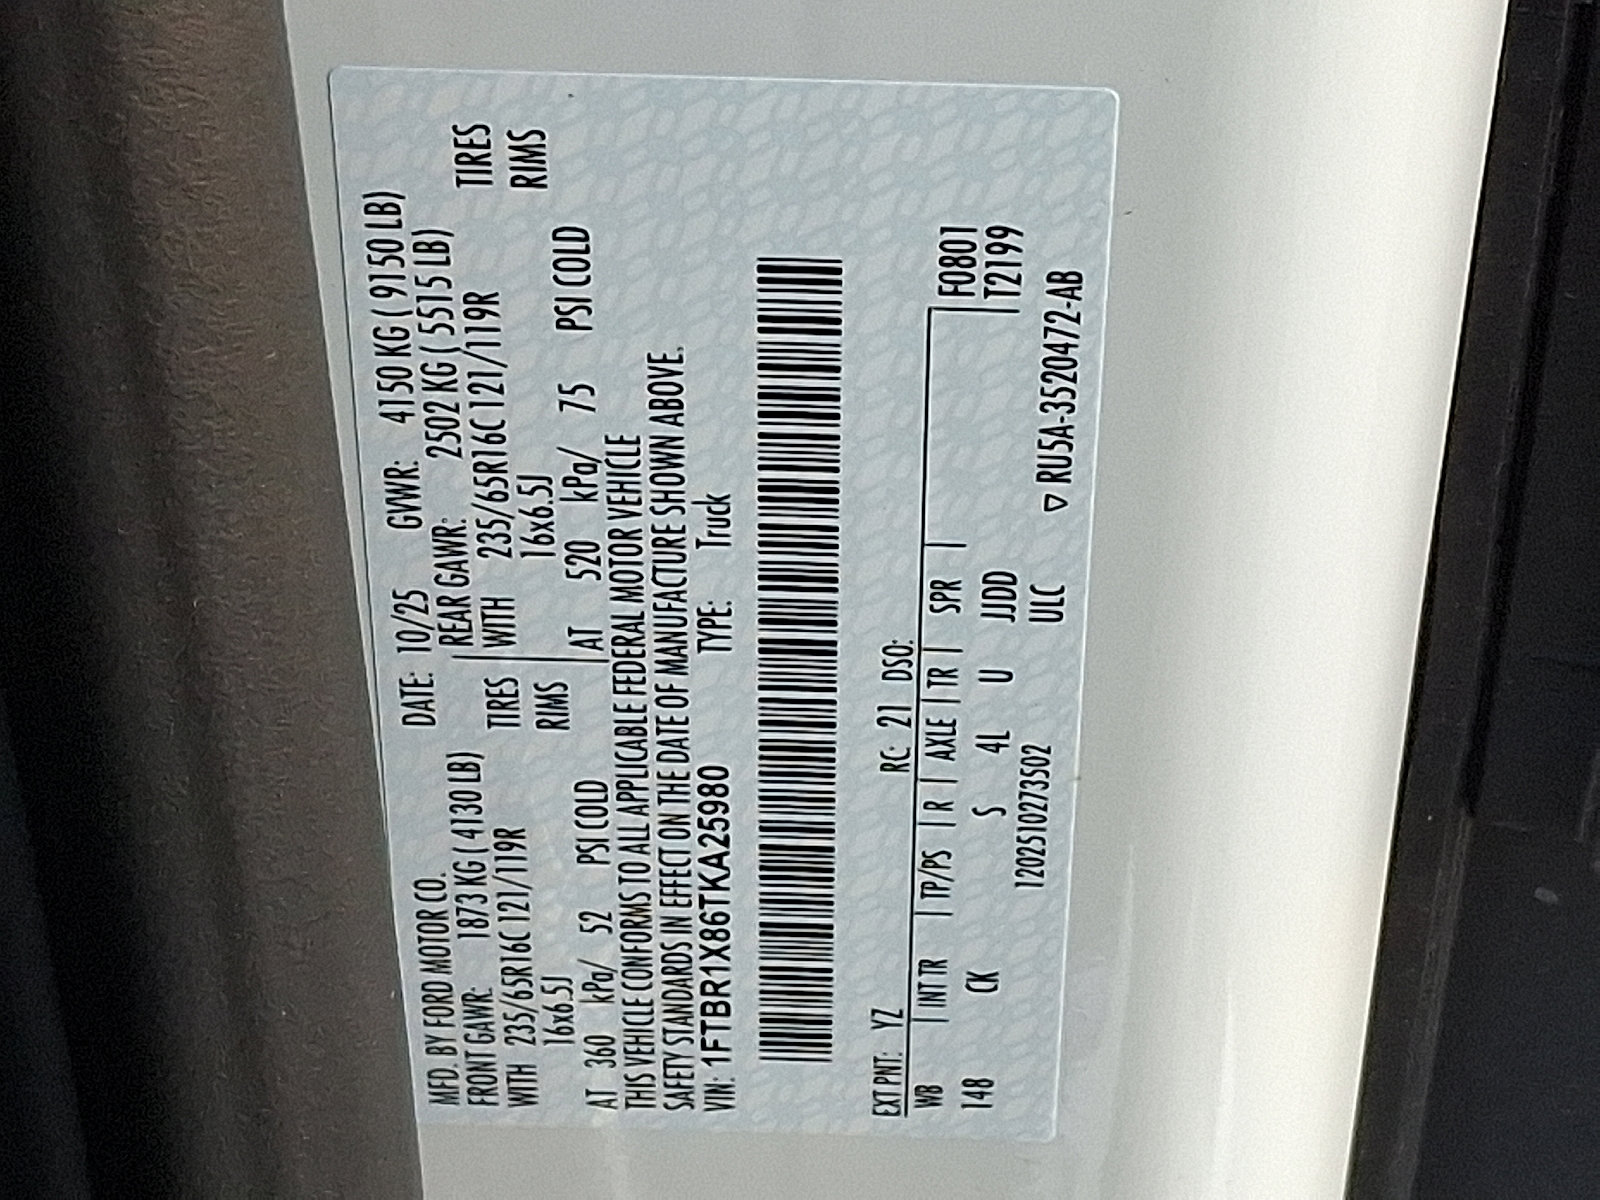 MFD. BY FORD MOTOR CO. DATE: 10/25 GVWR: 4150 KG ( 9150 LB)
FRONT GAWR: 1873 KG ( 4130 LB) REAR GAWR: 2502 KG ( 5515 LB)
WITH 235/65R16C 121/119R TIRES WITH 235/65R16C 121/119R TIRES
16x6.5J RIMS 16x6.5J RIMS
AT 360 kPa/ 52 PSI COLD AT 520 kPa/ 75 PSI COLD
THIS VEHICLE CONFORMS TO ALL APPLICABLE FEDERAL MOTOR VEHICLE
SAFETY STANDARDS IN EFFECT ON THE DATE OF MANUFACTURE SHOWN ABOVE.
VIN: 1FTBR1X86TKA25980 TYPE: Truck
EXT PNT: YZ RC: 21 DSO:
WB | INT TR | TP/PS | R | AXLE | TR | SPR | F0801
148 CK S 4L U JJDD T2199
1202510273502 ULC
▽ RU5A-3520472-AB